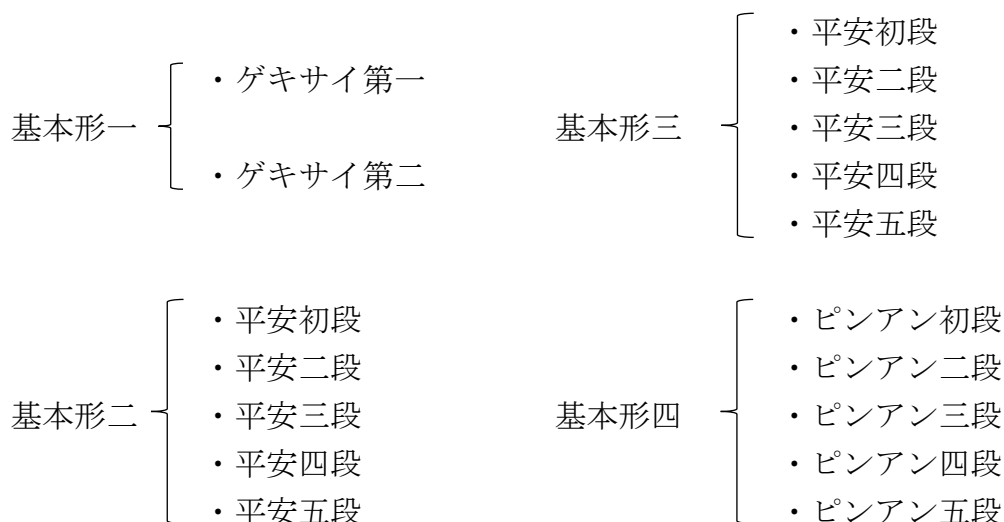 基本形一
・ゲキサイ第一
・ゲキサイ第二
基本形三
・平安初段
・平安二段
・平安三段
・平安四段
・平安五段
基本形二
・平安初段
・平安二段
・平安三段
・平安四段
・平安五段
基本形四
・ピンアン初段
・ピンアン二段
・ピンアン三段
・ピンアン四段
・ピンアン五段